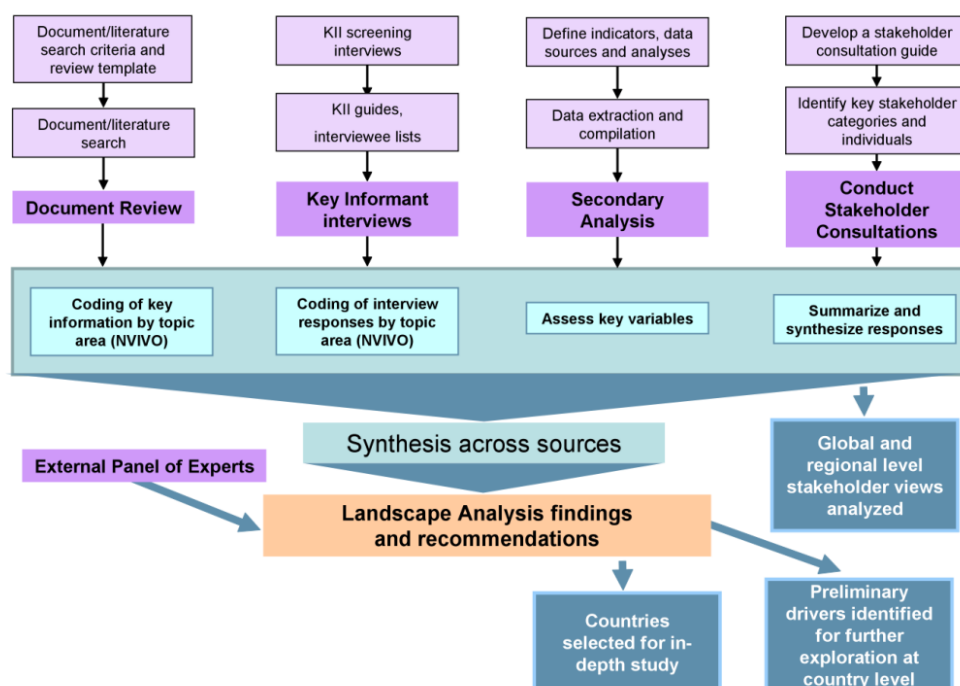 Document/literature
search criteria and
review template
KII screening
interviews
Define indicators, data
sources and analyses
Develop a stakeholder
consultation guide
Document/literature
search
KII guides,
interviewee lists
Data extraction and
compilation
Identify key stakeholder
categories and
individuals
Document Review
Key Informant
interviews
Secondary
Analysis
Conduct
Stakeholder
Consultations
Coding of key
information by topic
area (NVIVO)
Coding of interview
responses by topic
area (NVIVO)
Assess key variables
Summarize and
synthesize responses
Synthesis across sources
External Panel of Experts
Global and
regional level
stakeholder views
analyzed
Landscape Analysis findings
and recommendations
Countries
selected for in-
depth study
Preliminary
drivers identified
for further
exploration at
country level